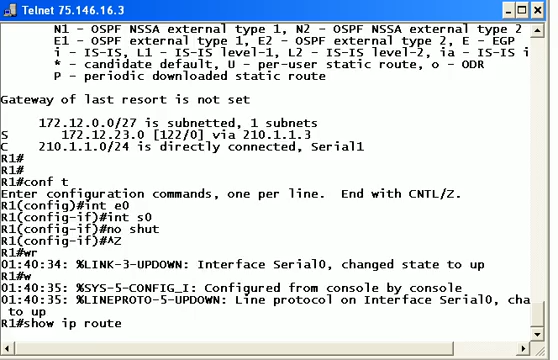 Telnet 75.146.16.3
N1 - OSPF NSSA external type 1, N2 - OSPF NSSA external type 2
E1 - OSPF external type 1, E2 - OSPF external type 2, E - EGP
i - IS-IS, L1 - IS-IS level-1, L2 - IS-IS level-2, ia - IS-IS i
* - candidate default, U - per-user static route, o - ODR
P - periodic downloaded static route
Gateway of last resort is not set
172.12.0.0/27 is subnetted, 1 subnets
S 172.12.23.0 [122/0] via 210.1.1.3
C 210.1.1.0/24 is directly connected, Serial1
R1#
R1#
R1#conf t
Enter configuration commands, one per line. End with CNTL/Z.
R1(config)#int e0
R1(config-if)#int s0
R1(config-if)#no shut
R1(config-if)#^Z
R1#wr
01:40:34: %LINK-3-UPDOWN: Interface Serial0, changed state to up
R1#w
01:40:35: %SYS-5-CONFIG_I: Configured from console by console
01:40:35: %LINEPROTO-5-UPDOWN: Line protocol on Interface Serial0, cha
to up
R1#show ip route